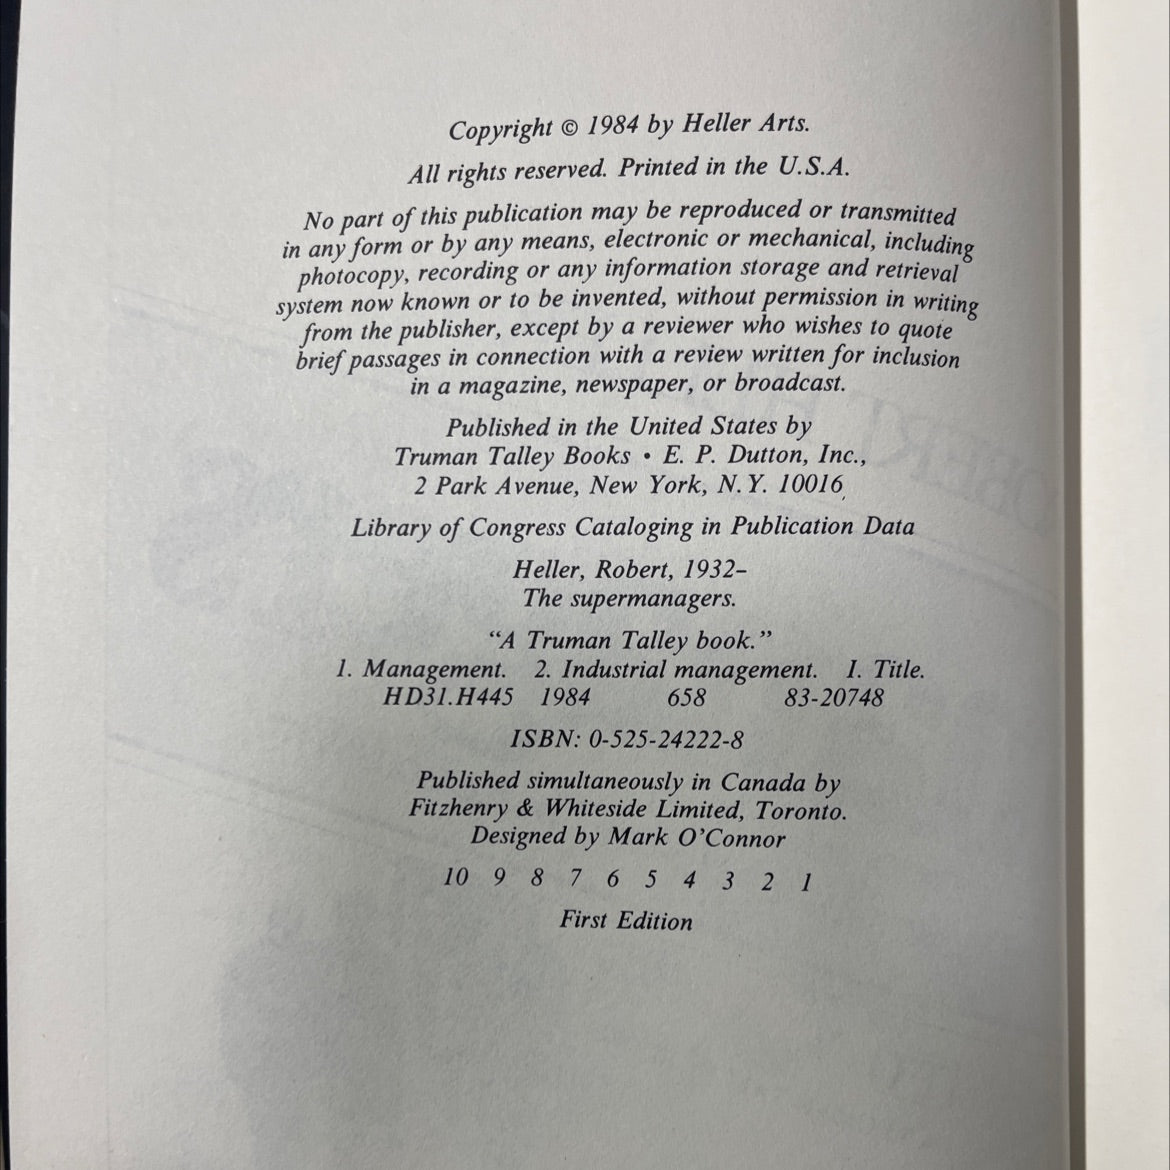 Copyright © 1984 by Heller Arts.
All rights reserved. Printed in the U.S.A.
No part of this publication may be reproduced or transmitted
in any form or by any means, electronic or mechanical, including
photocopy, recording or any information storage and retrieval
system now known or to be invented, without permission in writing
from the publisher, except by a reviewer who wishes to quote
brief passages in connection with a review written for inclusion
in a magazine, newspaper, or broadcast.
Published in the United States by
Truman Talley Books • E. P. Dutton, Inc.,
2 Park Avenue, New York, N.Y. 10016
Library of Congress Cataloging in Publication Data
Heller, Robert, 1932–
The supermanagers.
“A Truman Talley book.”
1. Management. 2. Industrial management. I. Title.
HD31.H445 1984 658 83-20748
ISBN: 0-525-24222-8
Published simultaneously in Canada by
Fitzhenry & Whiteside Limited, Toronto.
Designed by Mark O’Connor
10 9 8 7 6 5 4 3 2 1
First Edition